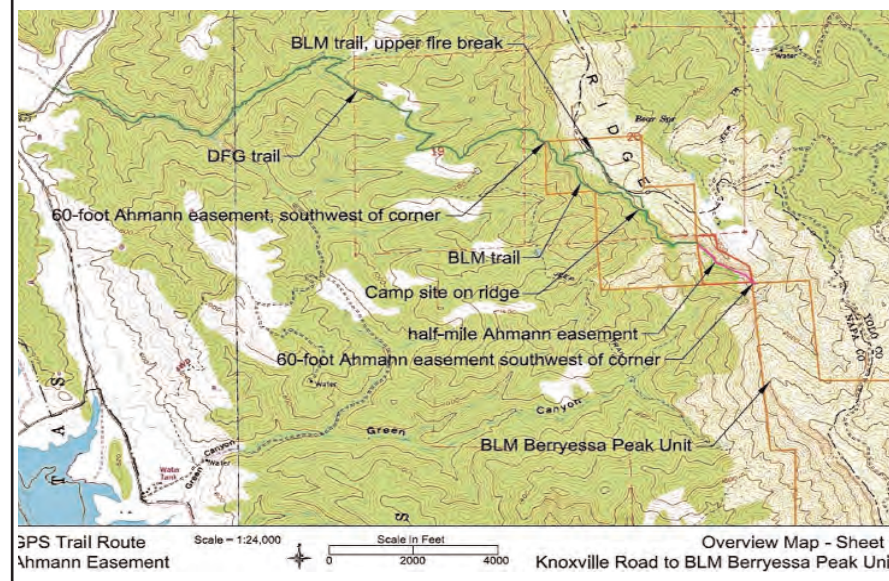 BLM trail, upper fire break
Water
RIDGE
Bear Spr
20
DFG trail
19
60-foot Ahmann easement, southwest of corner
BLM trail
Camp site on ridge
half-mile Ahmann easement
60-foot Ahmann easement southwest of corner
YOLO CO
NAPA CO
Water
Canyon
Green
BLM Berryessa Peak Unit
Green Canyon
Water
Water
Tank
A
S
GPS Trail Route
Ahmann Easement
Scale = 1:24,000
Scale in Feet
0 2000 4000
Overview Map - Sheet
Knoxville Road to BLM Berryessa Peak Uni